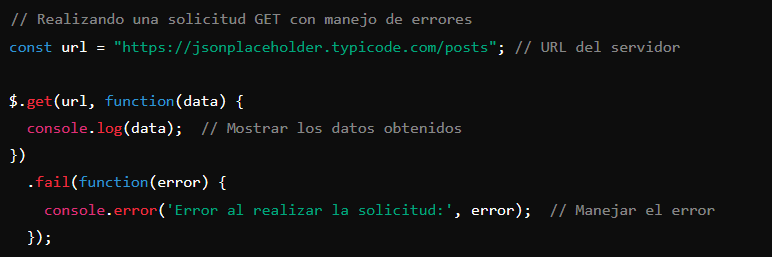 // Realizando una solicitud GET con manejo de errores
const url = "https://jsonplaceholder.typicode.com/posts"; // URL del servidor
$.get(url, function(data) {
console.log(data);  // Mostrar los datos obtenidos
})
.fail(function(error) {
console.error('Error al realizar la solicitud:', error);  // Manejar el error
});